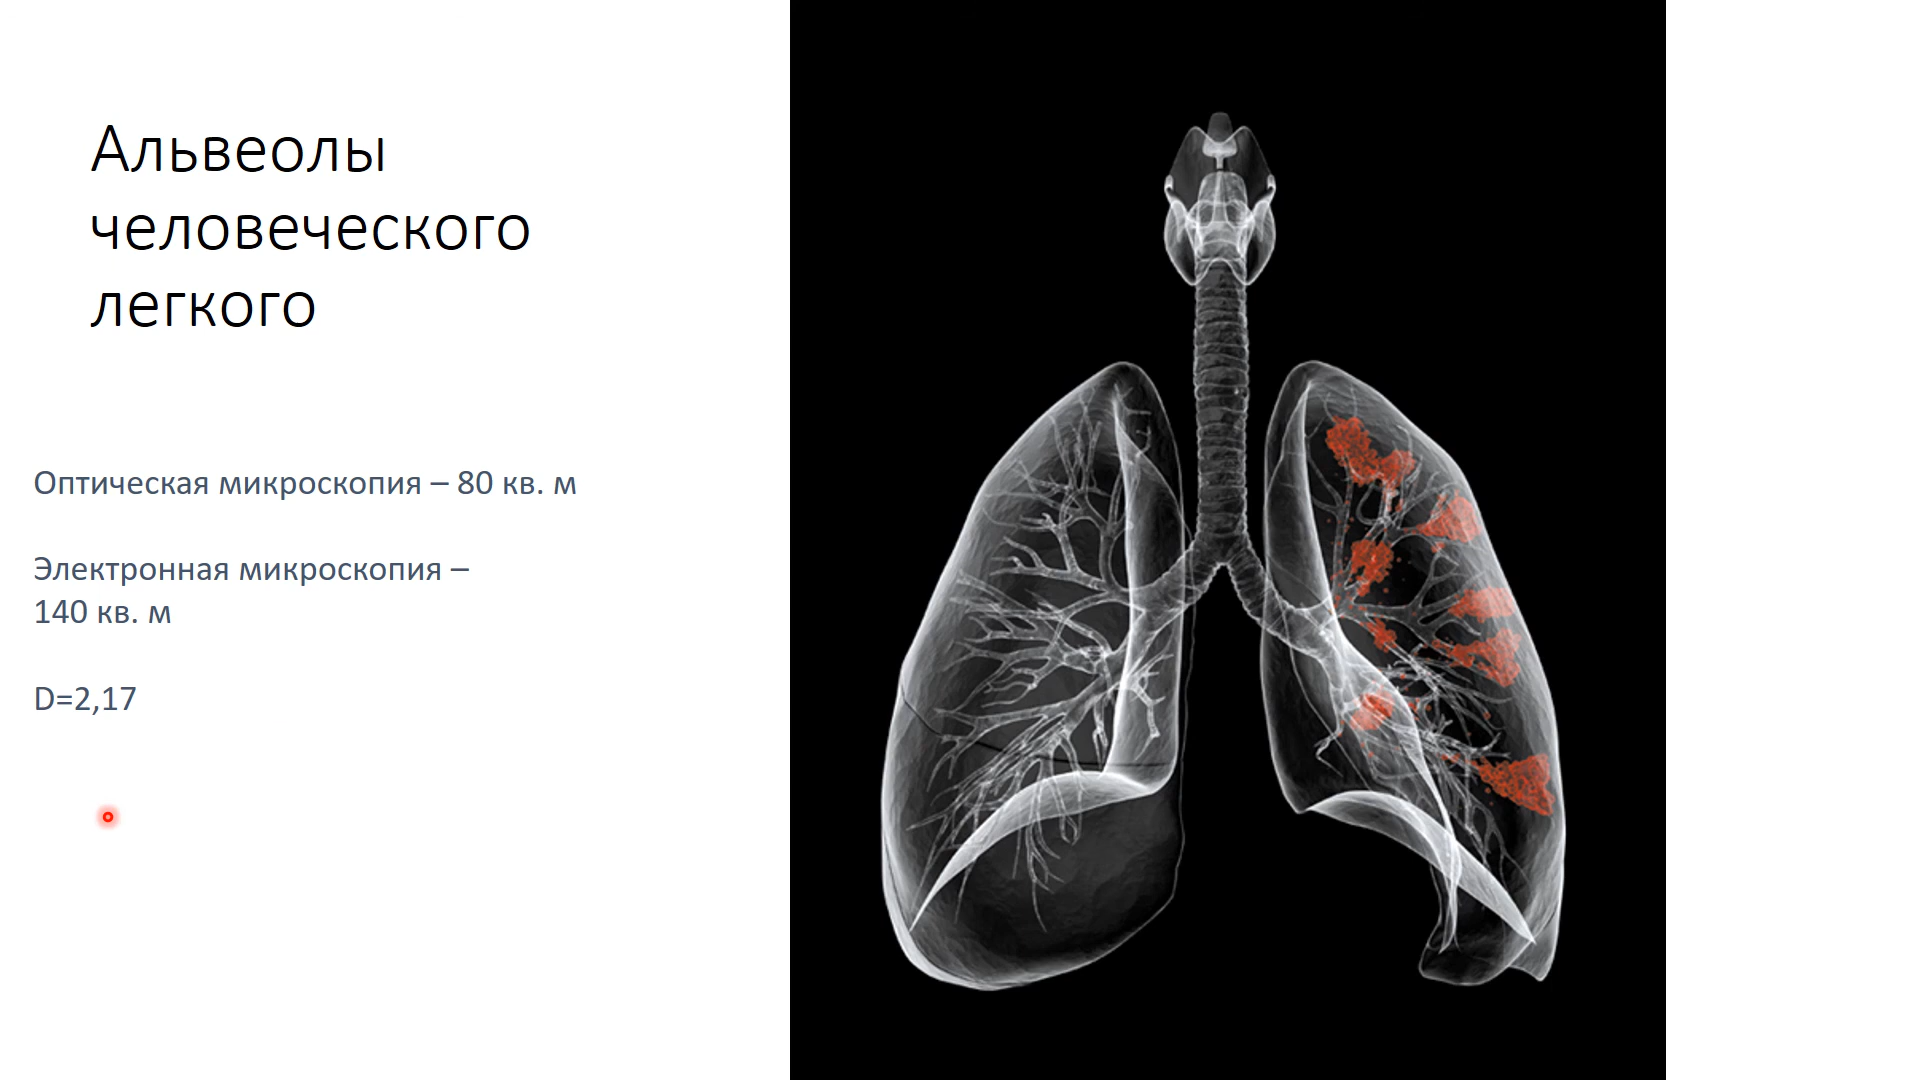 Альвеолы
человеческого
легкого
Оптическая микроскопия – 80 кв. м
Электронная микроскопия –
140 кв. м
D=2,17